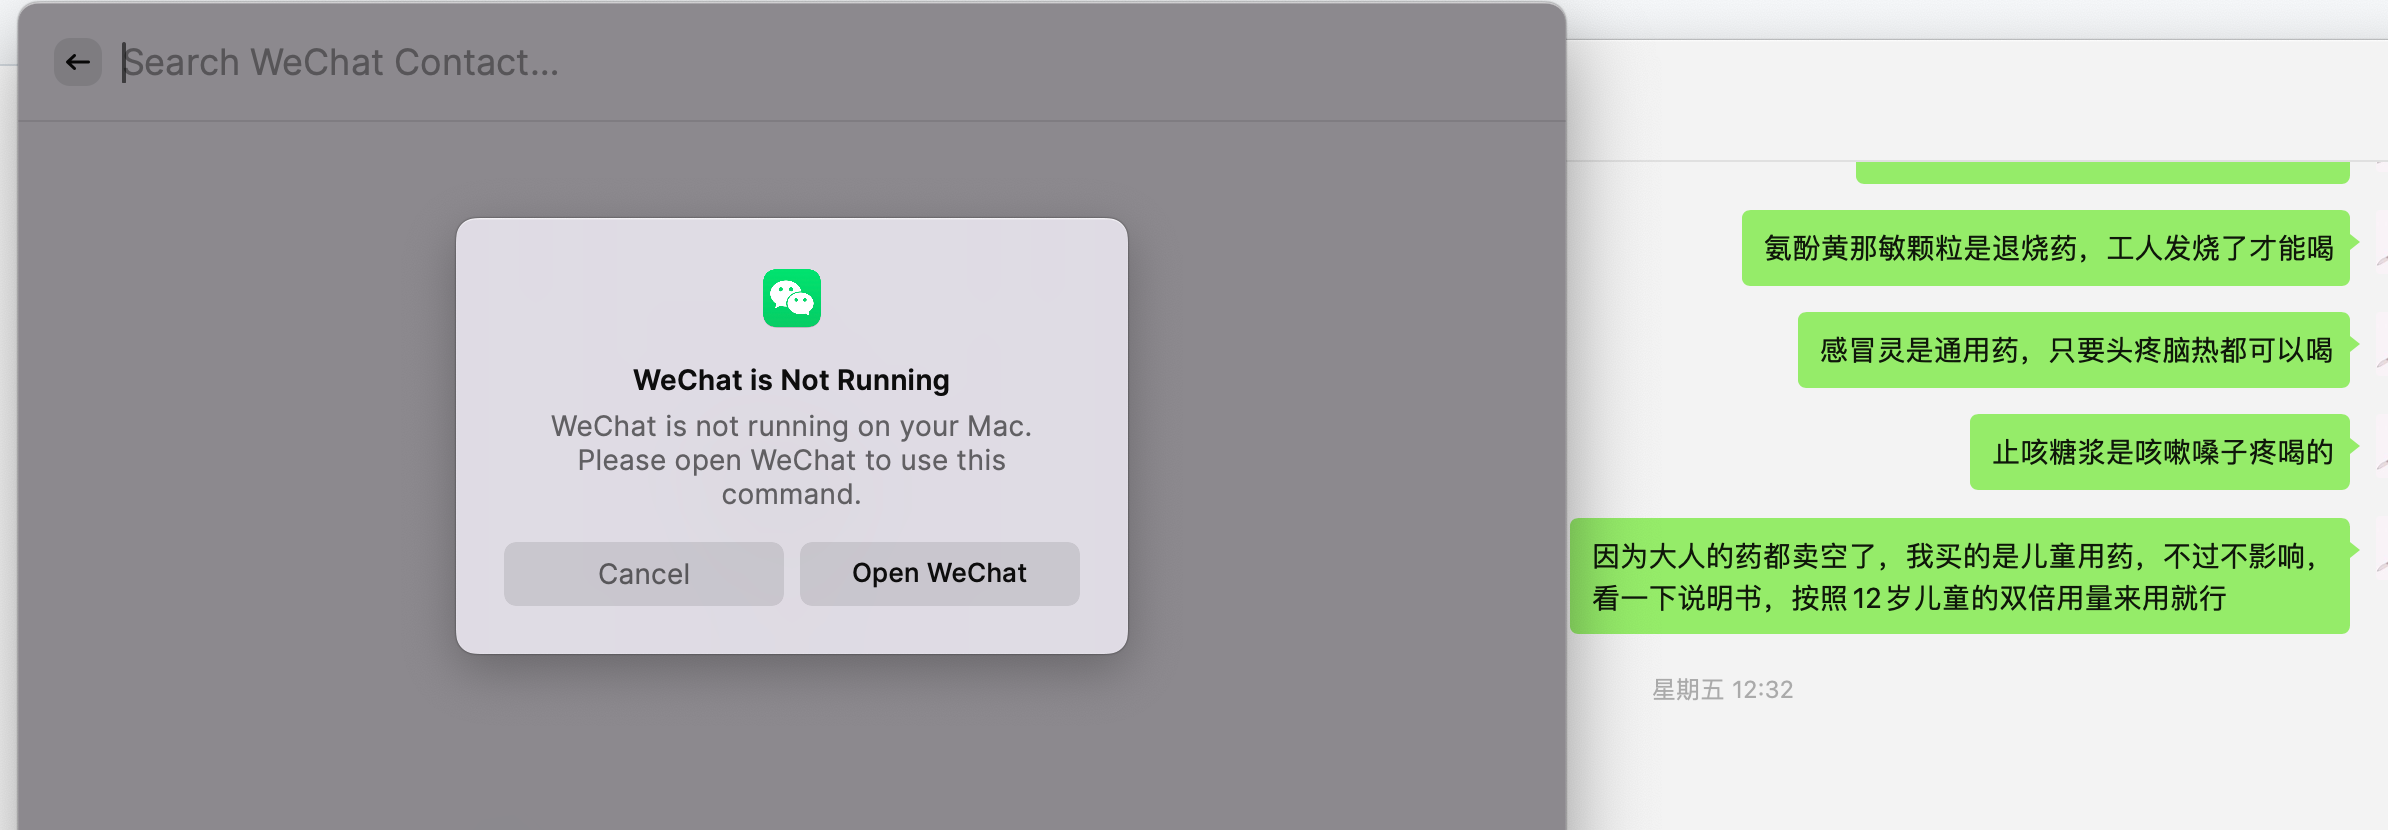 Search WeChat Contact...
WeChat is Not Running
WeChat is not running on your Mac.
Please open WeChat to use this
command.
Cancel
Open WeChat
氨酚黄那敏颗粒是退烧药，工人发烧了才能喝
感冒灵是通用药，只要头疼脑热都可以喝
止咳糖浆是咳嗽嗓子疼喝的
因为大人的药都卖空了，我买的是儿童用药，不过不影响，
看一下说明书，按照12岁儿童的双倍用量来用就行
星期五 12:32